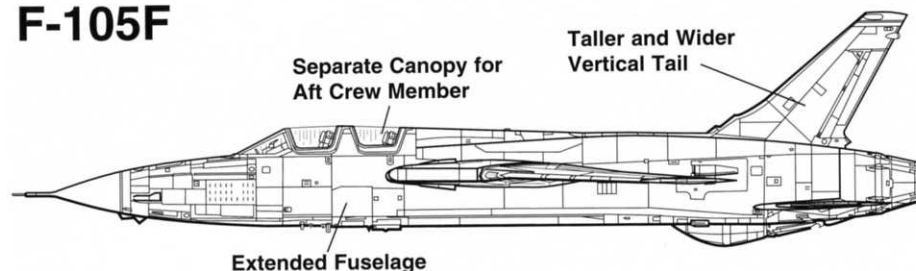 F-105F
Separate Canopy for
Aft Crew Member
Taller and Wider
Vertical Tail
Extended Fuselage